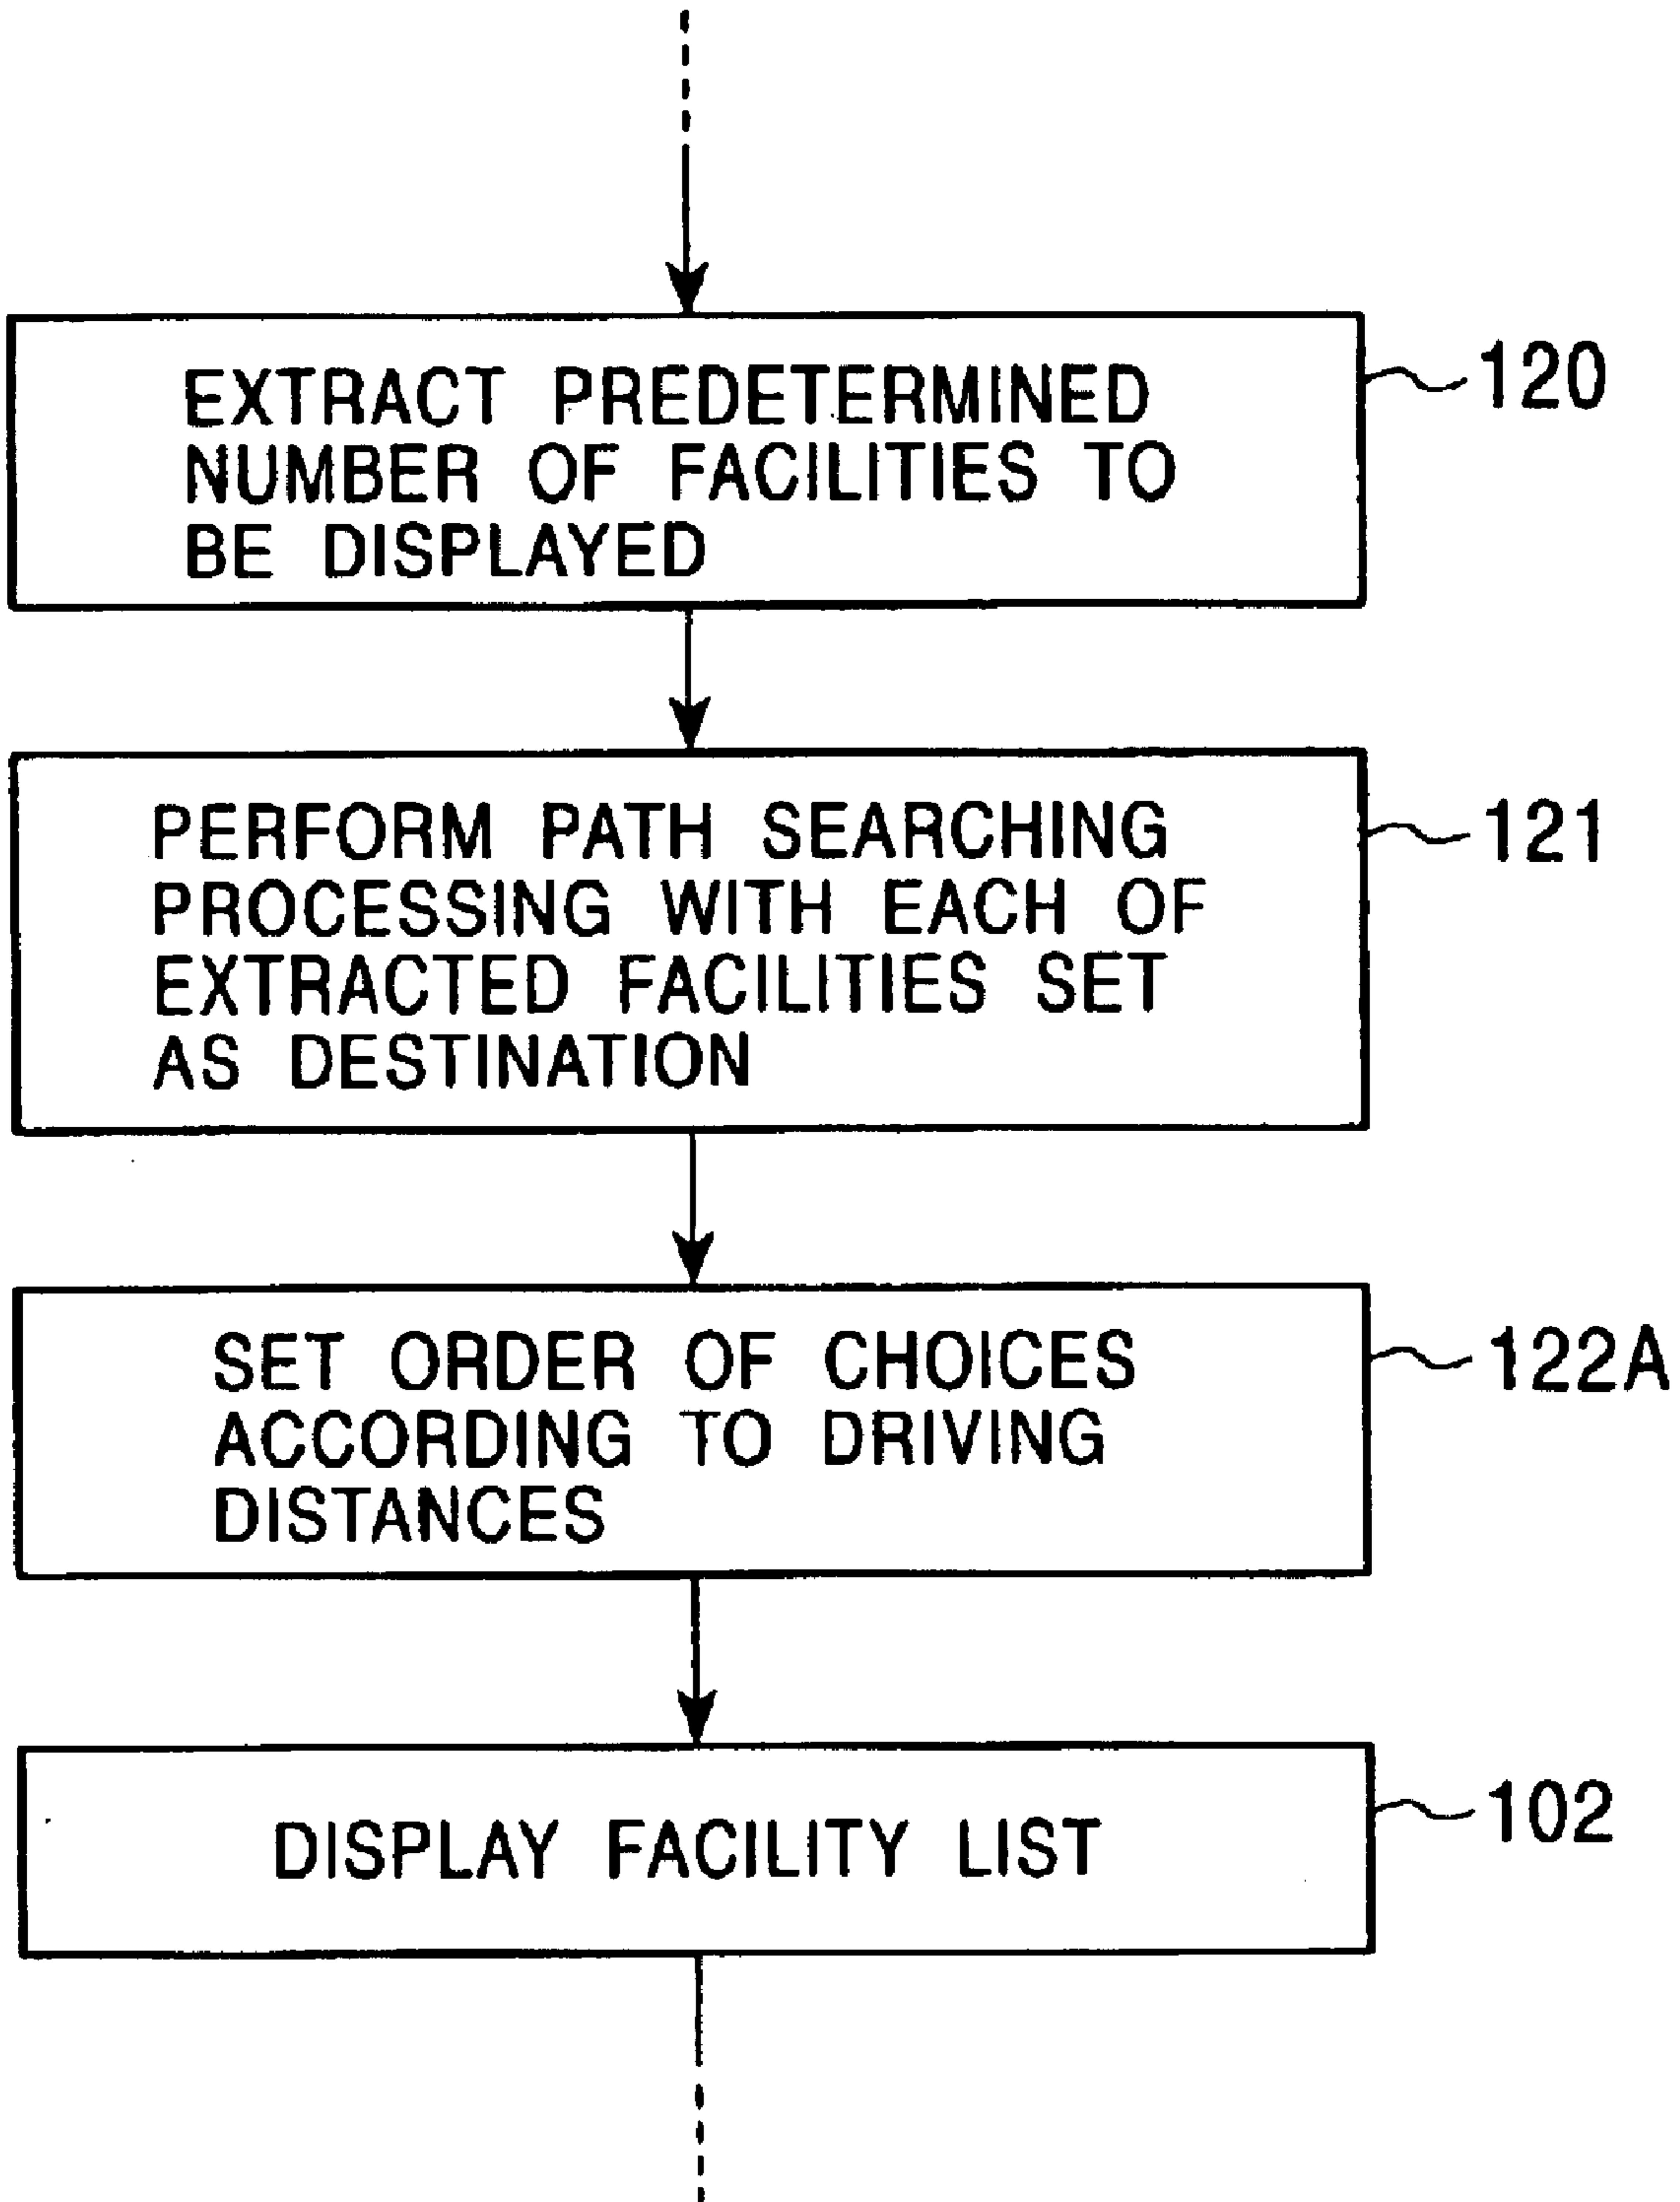 EXTRACT PREDETERMINED
NUMBER OF FACILITIES TO
BE DISPLAYED
120
PERFORM PATH SEARCHING
PROCESSING WITH EACH OF
EXTRACTED FACILITIES SET
AS DESTINATION
121
SET ORDER OF CHOICES
ACCORDING TO DRIVING
DISTANCES
122A
DISPLAY FACILITY LIST
102